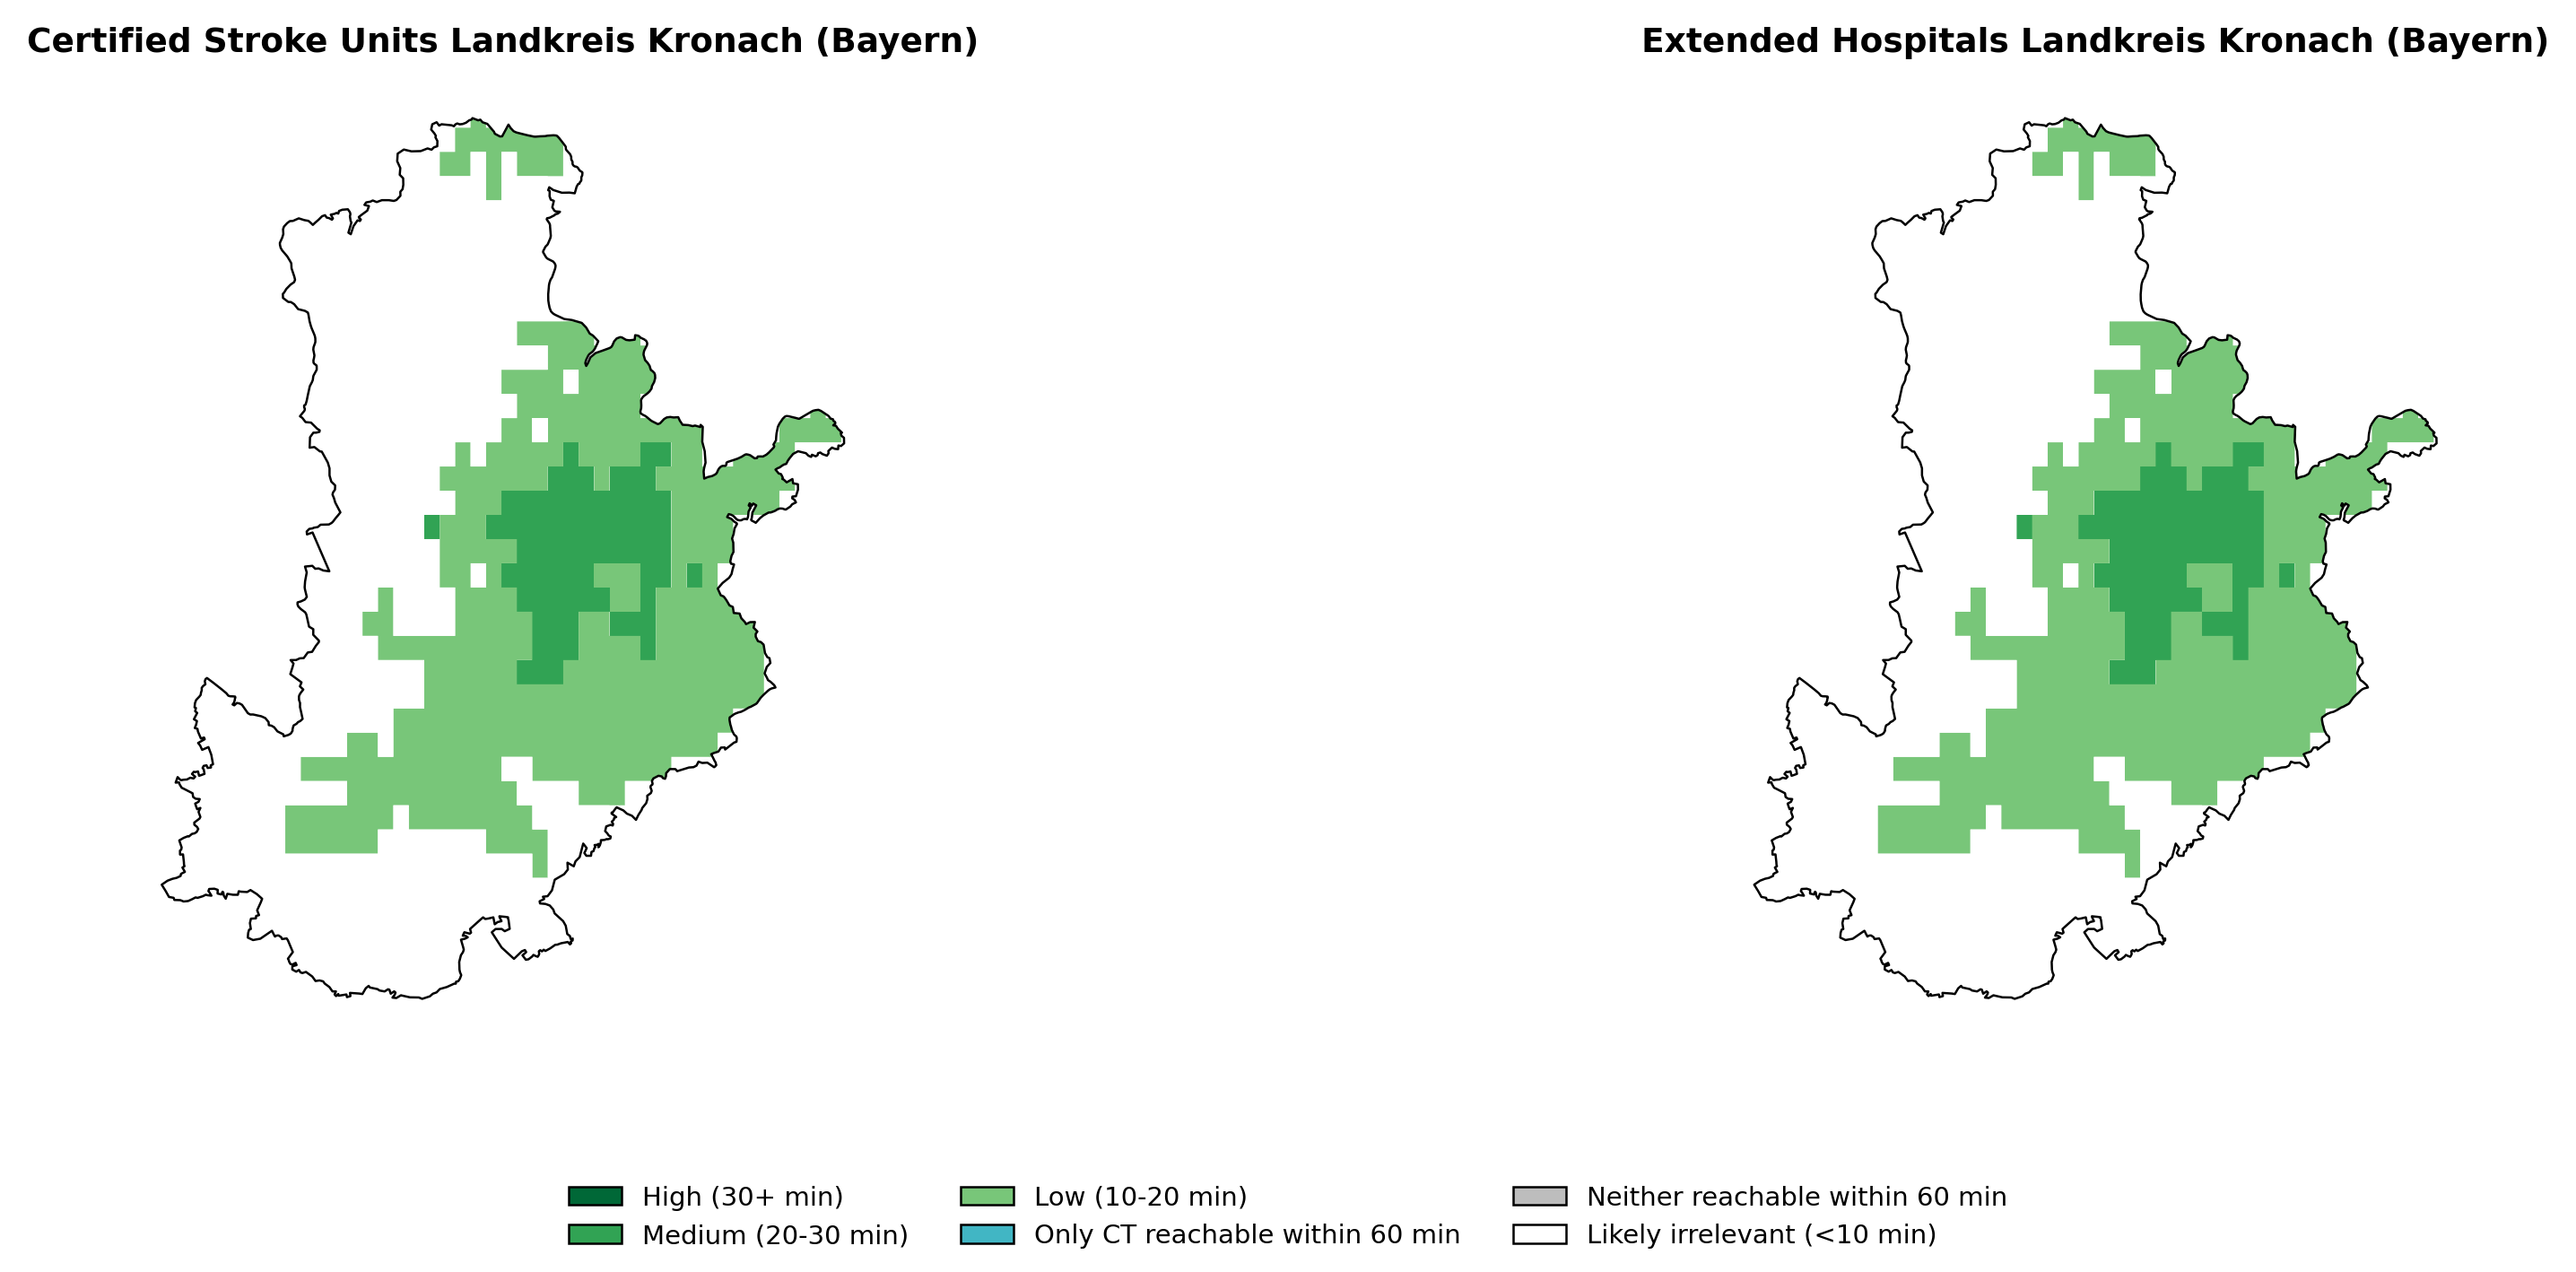 Certified Stroke Units Landkreis Kronach (Bayern)
Extended Hospitals Landkreis Kronach (Bayern)
High (30+ min)
Medium (20-30 min)
Low (10-20 min)
Only CT reachable within 60 min
Neither reachable within 60 min
Likely irrelevant (<10 min)